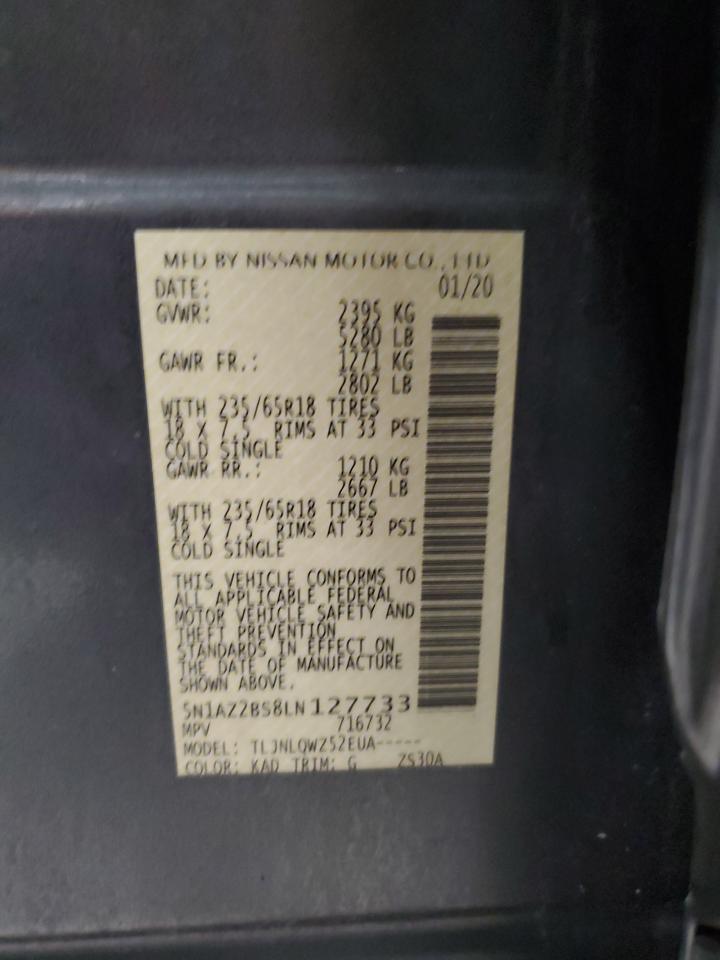 MFD BY NISSAN MOTOR CO., LTD
DATE: 01/20
GVWR: 2395 KG
5280 LB
GAWR FR.: 1271 KG
2802 LB
WITH 235/65R18 TIRES
18 X 7.5 RIMS AT 33 PSI
COLD SINGLE
GAWR RR.: 1210 KG
2667 LB
WITH 235/65R18 TIRES
18 X 7.5 RIMS AT 33 PSI
COLD SINGLE
THIS VEHICLE CONFORMS TO
ALL APPLICABLE FEDERAL
MOTOR VEHICLE SAFETY AND
THEFT PREVENTION
STANDARDS IN EFFECT ON
THE DATE OF MANUFACTURE
SHOWN ABOVE.
5N1AZ2BS8LN127733
MPV 716732
MODEL: TLJNLQWZ52EUA-----
COLOR: KAD TRIM: G ZS30A